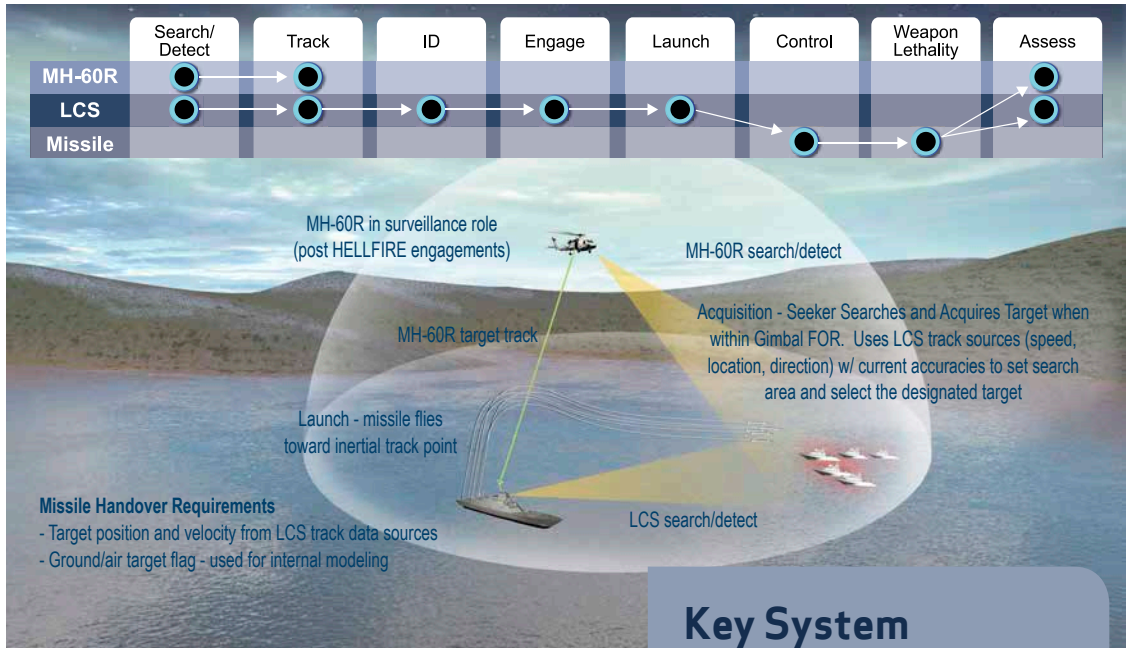 Search/
Detect
Track
ID
Engage
Launch
Control
Weapon
Lethality
Assess
MH-60R
LCS
Missile
MH-60R in surveillance role
(post HELLFIRE engagements)
MH-60R search/detect
Acquisition - Seeker Searches and Acquires Target when
within Gimbal FOR. Uses LCS track sources (speed,
location, direction) w/ current accuracies to set search
area and select the designated target
MH-60R target track
Launch - missile flies
toward inertial track point
LCS search/detect
Missile Handover Requirements
- Target position and velocity from LCS track data sources
- Ground/air target flag - used for internal modeling
Key System